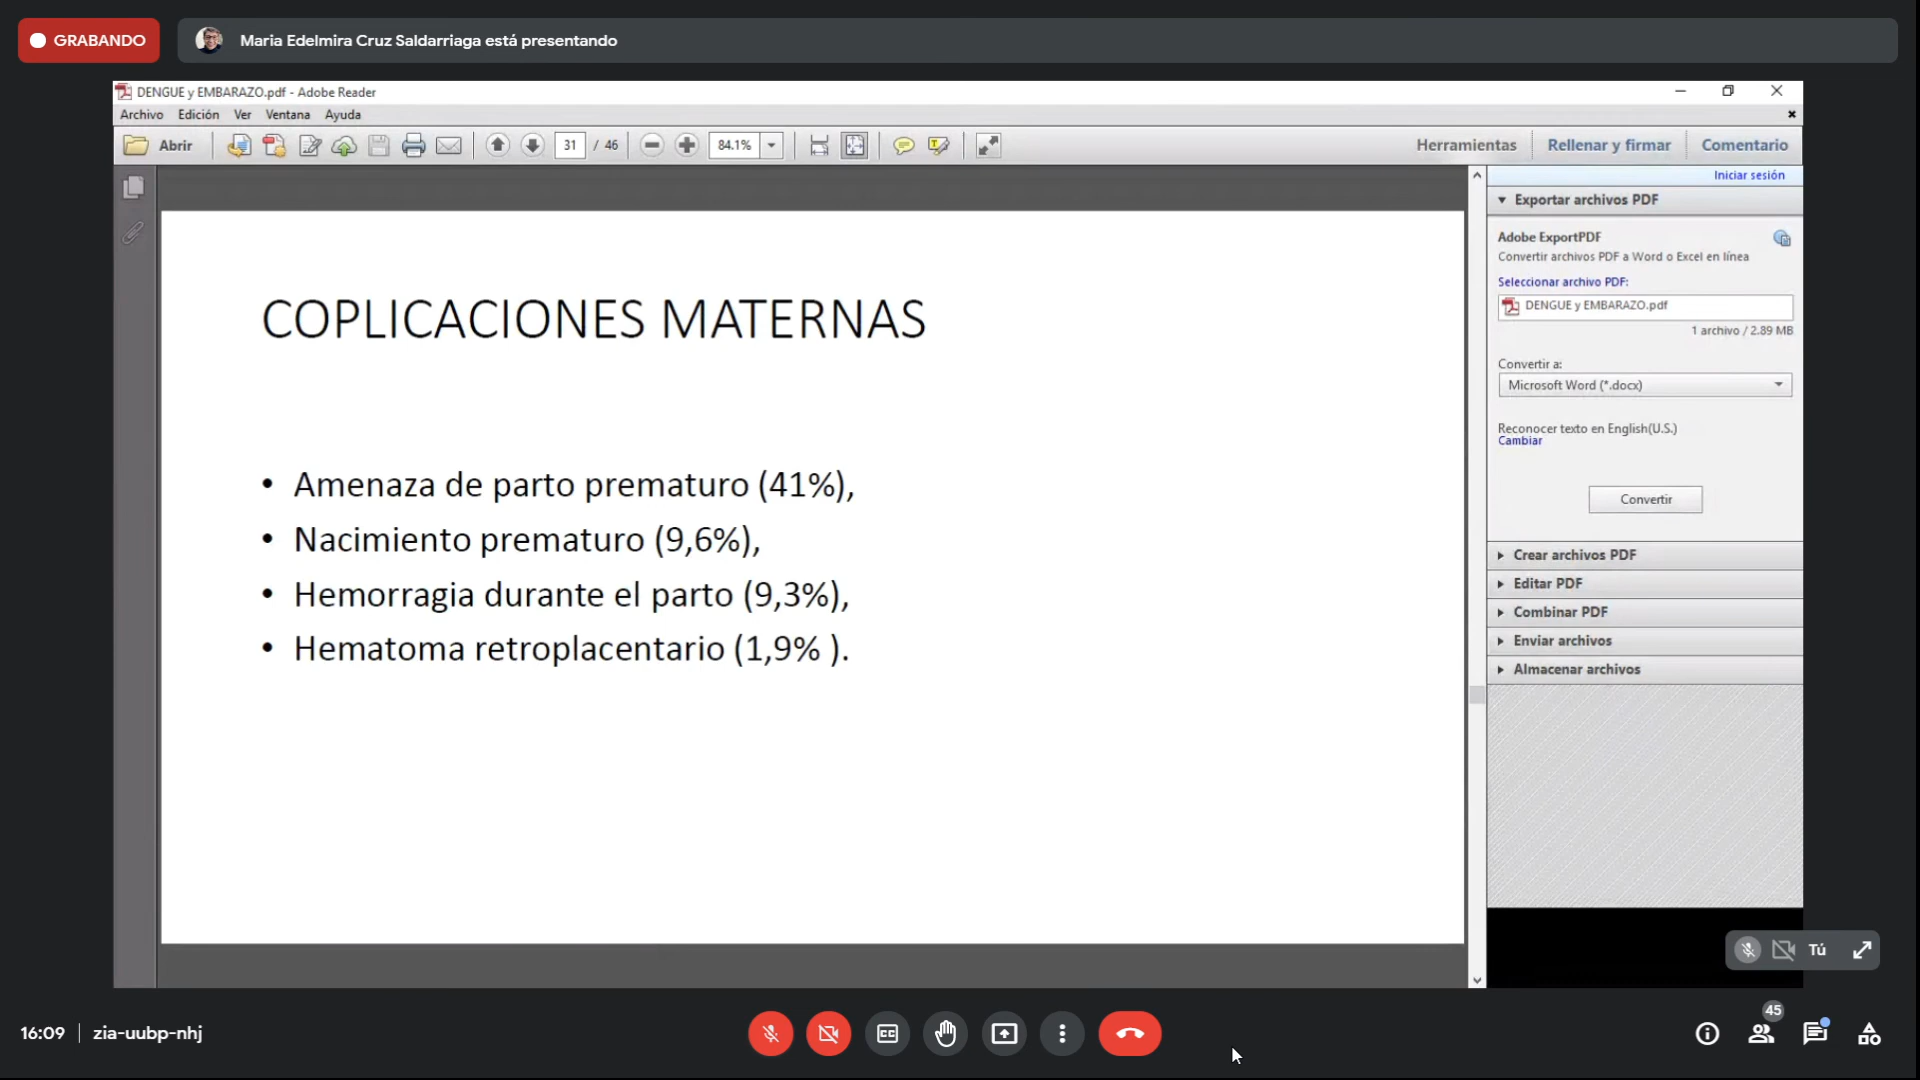 GRABANDO
Maria Edelmira Cruz Saldarriaga está presentando
DENGUE y EMBARAZO.pdf - Adobe Reader
Archivo Edición Ver Ventana Ayuda
Abrir 31 / 46 84.1% Herramientas Rellenar y firmar Comentario
Iniciar sesión
Exportar archivos PDF
Adobe ExportPDF
Convertir archivos PDF a Word o Excel en línea
Seleccionar archivo PDF:
DENGUE y EMBARAZO.pdf
1 archivo / 2.89 MB
Convertir a:
Microsoft Word (*.docx)
Reconocer texto en English(U.S.)
Cambiar
Convertir
Crear archivos PDF
Editar PDF
Combinar PDF
Enviar archivos
Almacenar archivos
COPLICACIONES MATERNAS
• Amenaza de parto prematuro (41%),
• Nacimiento prematuro (9,6%),
• Hemorragia durante el parto (9,3%),
• Hematoma retroplacentario (1,9% ).
Tú
16:09 | zia-uubp-nhj
CC
45